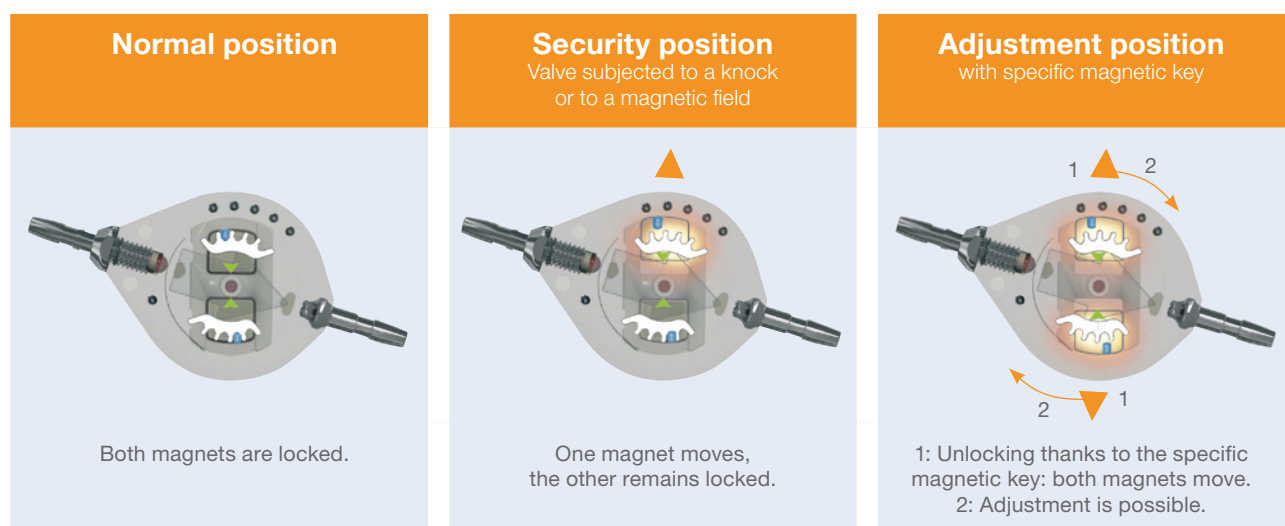 Normal position
Security position
Valve subjected to a knock
or to a magnetic field
Adjustment position
with specific magnetic key
1
2
2
1
Both magnets are locked.
One magnet moves,
the other remains locked.
1: Unlocking thanks to the specific
magnetic key: both magnets move.
2: Adjustment is possible.